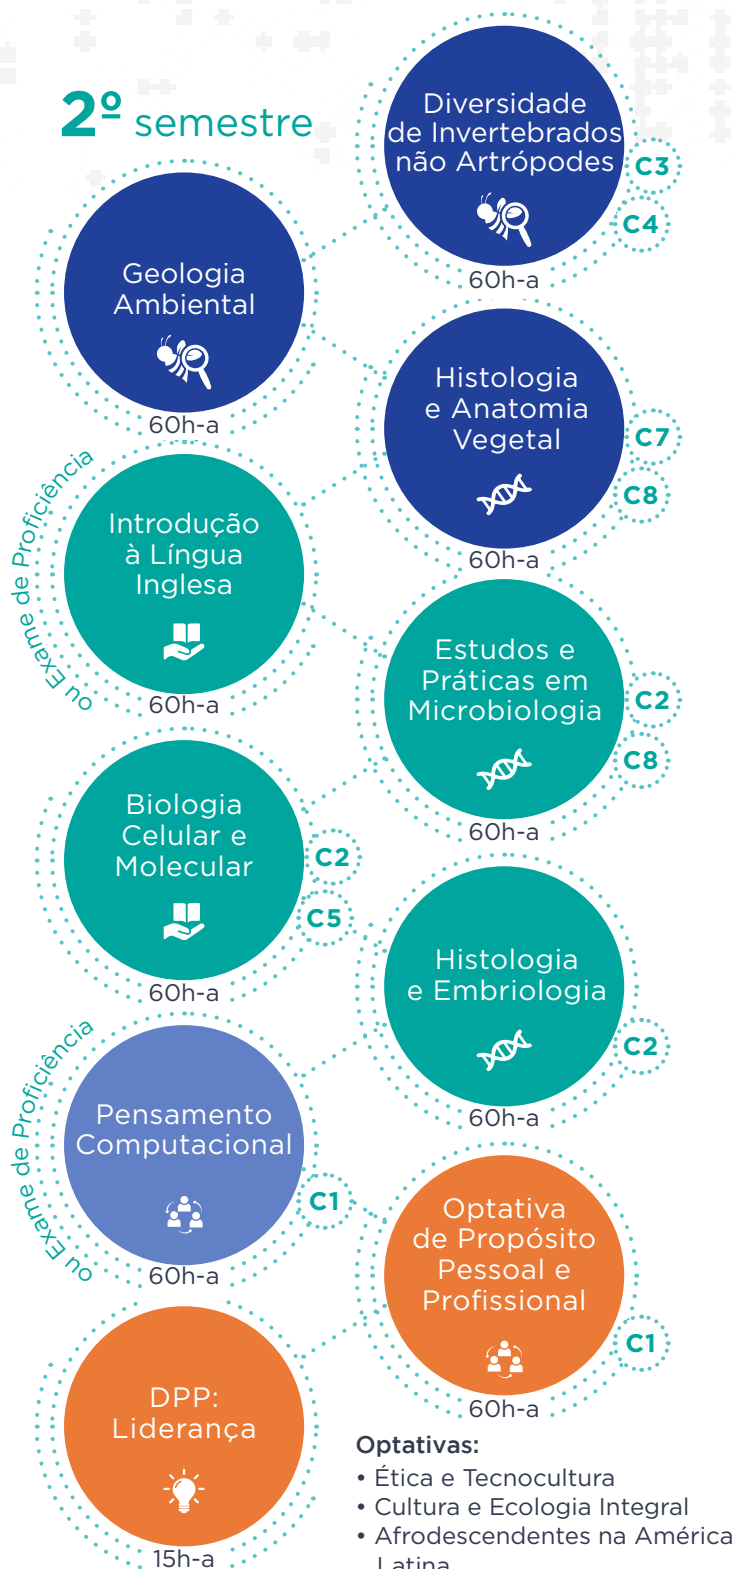 2º semestre
Diversidade
de Invertebrados
não Artrópodes
C3
C4
60h-a
Geologia
Ambiental
60h-a
Histologia
e Anatomia
Vegetal
C7
C8
60h-a
ou Exame de Proficiência
Introdução
à Língua
Inglesa
60h-a
Estudos e
Práticas em
Microbiologia
C2
C8
60h-a
Biologia
Celular e
Molecular
C2
C5
60h-a
Histologia
e Embriologia
C2
60h-a
ou Exame de Proficiência
Pensamento
Computacional
C1
60h-a
Optativa
de Propósito
Pessoal e
Profissional
C1
60h-a
DPP:
Liderança
15h-a
Optativas:
• Ética e Tecnocultura
• Cultura e Ecologia Integral
• Afrodescendentes na América
Latina